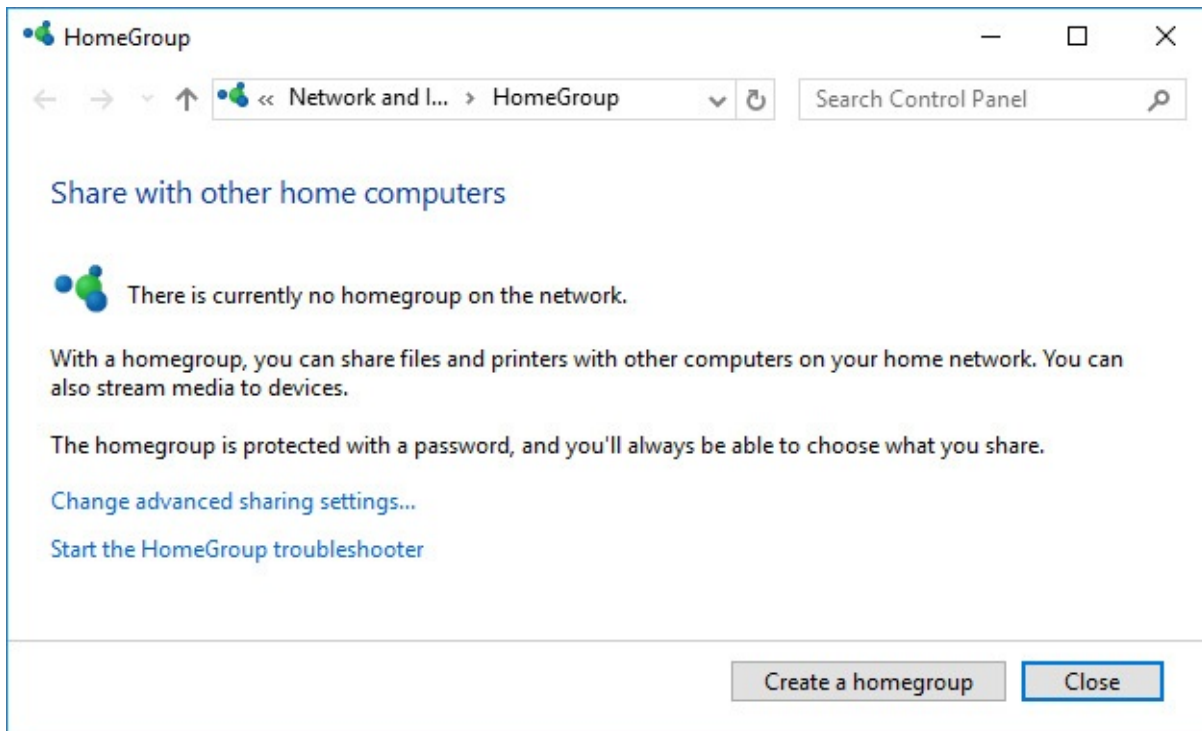 HomeGroup
« Network and I... › HomeGroup
Search Control Panel
Share with other home computers
There is currently no homegroup on the network.
With a homegroup, you can share files and printers with other computers on your home network. You can
also stream media to devices.
The homegroup is protected with a password, and you'll always be able to choose what you share.
Change advanced sharing settings...
Start the HomeGroup troubleshooter
Create a homegroup
Close